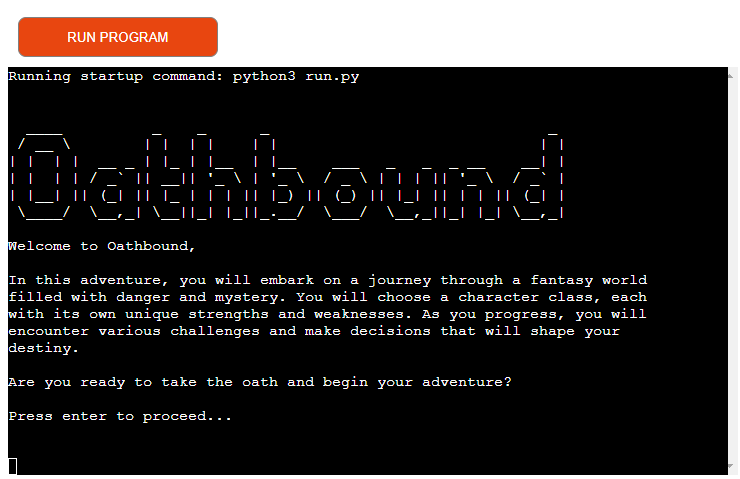 RUN PROGRAM
Running startup command: python3 run.py
Oathbound
Welcome to Oathbound,
In this adventure, you will embark on a journey through a fantasy world
filled with danger and mystery. You will choose a character class, each
with its own unique strengths and weaknesses. As you progress, you will
encounter various challenges and make decisions that will shape your
destiny.
Are you ready to take the oath and begin your adventure?
Press enter to proceed...